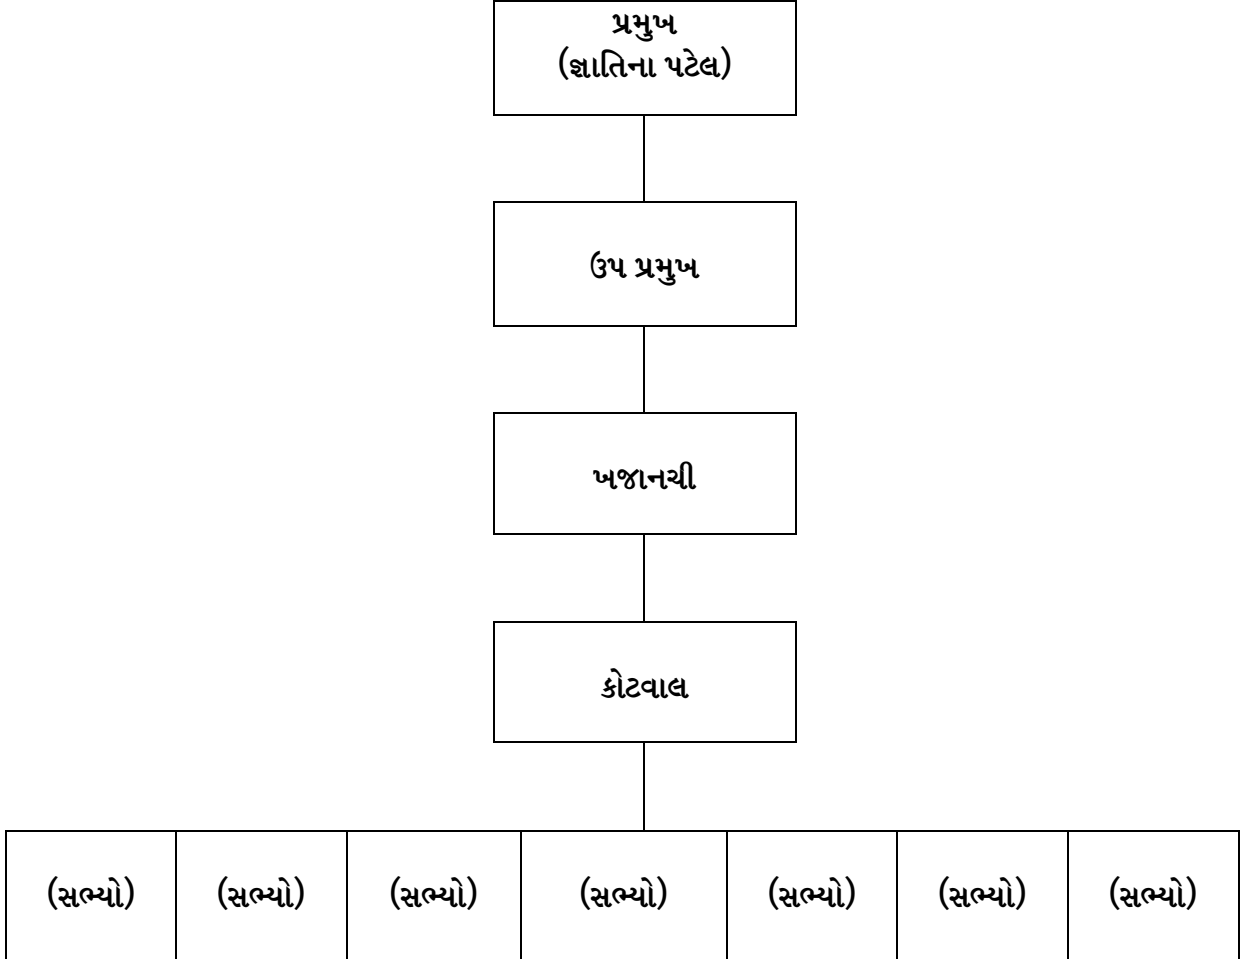 પ્રમુખ
(જ્ઞાતિના પટેલ)
ઉપ પ્રમુખ
ખજાનચી
કોટવાલ
(સભ્યો) (સભ્યો) (સભ્યો) (સભ્યો) (સભ્યો) (સભ્યો) (સભ્યો)